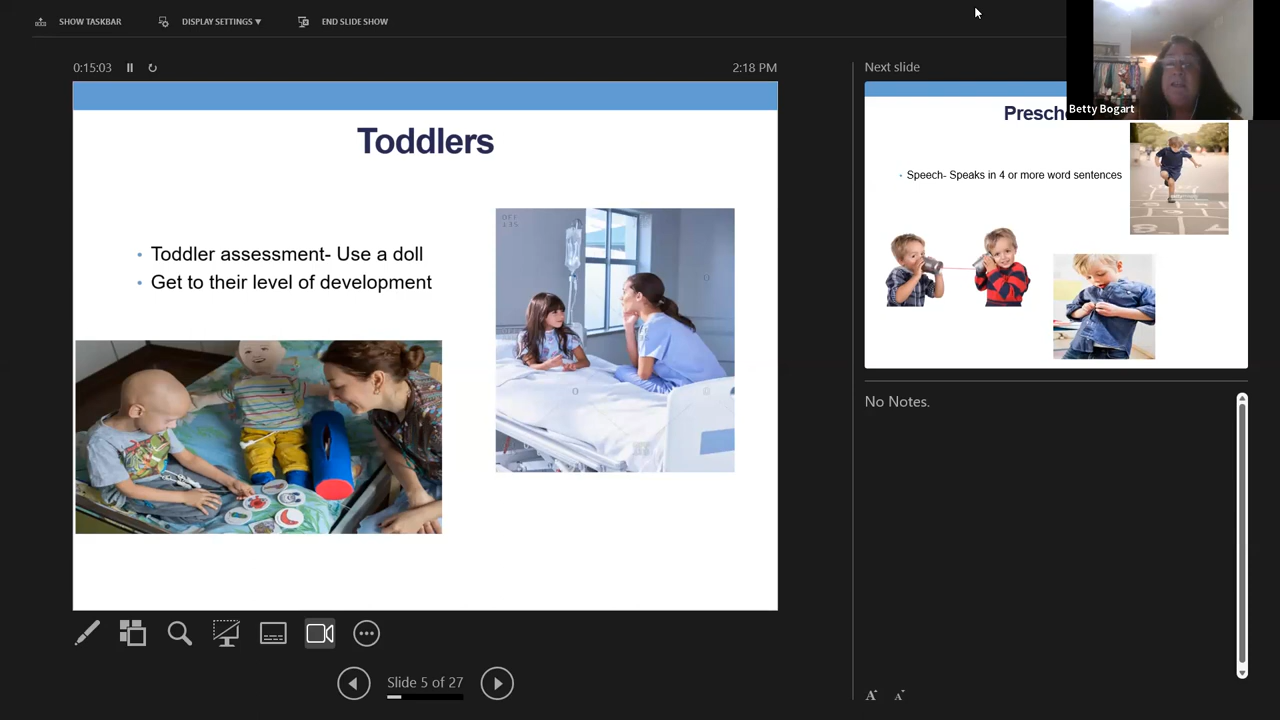 SHOW TASKBAR
DISPLAY SETTINGS ▼
END SLIDE SHOW
0:15:03
2:18 PM
Toddlers
• Toddler assessment- Use a doll
• Get to their level of development
Slide 5 of 27
Next slide
Betty Bogart
• Speech- Speaks in 4 or more word sentences
No Notes.
A
A